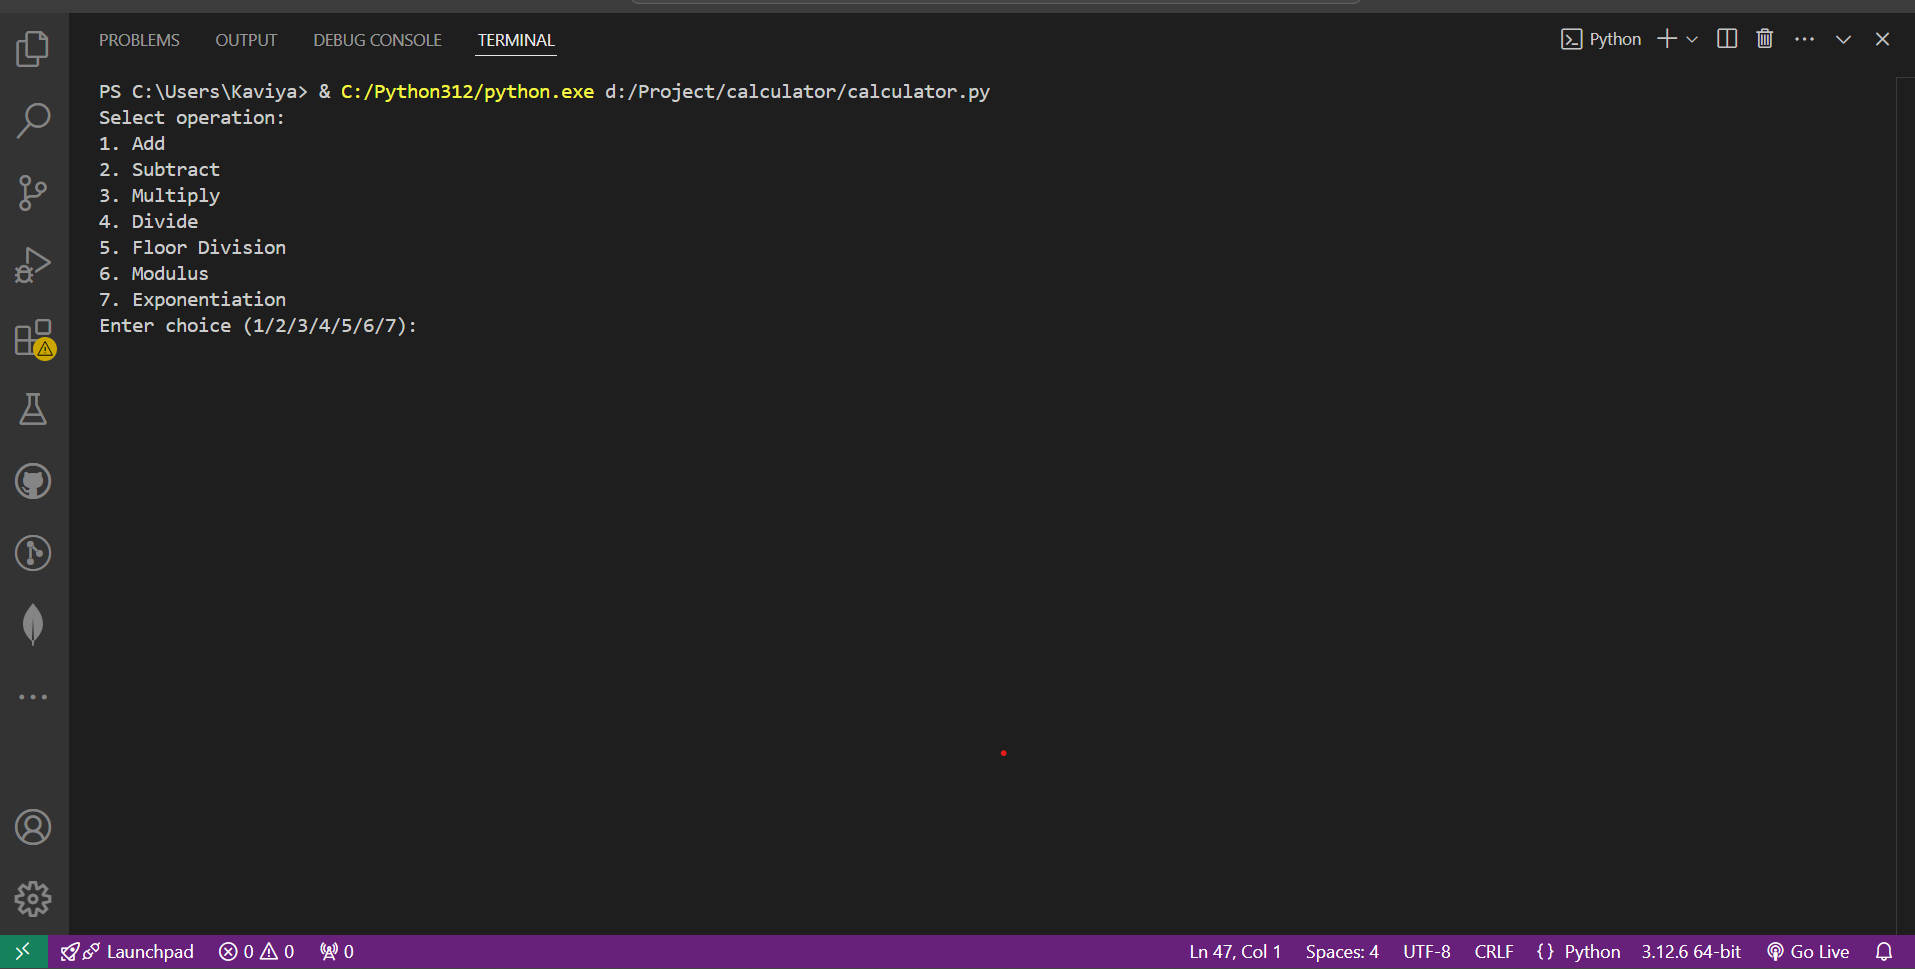 PROBLEMS OUTPUT DEBUG CONSOLE TERMINAL Python
PS C:\Users\Kaviya> & C:/Python312/python.exe d:/Project/calculator/calculator.py
Select operation:
1. Add
2. Subtract
3. Multiply
4. Divide
5. Floor Division
6. Modulus
7. Exponentiation
Enter choice (1/2/3/4/5/6/7):
Launchpad 0 0 0 Ln 47, Col 1 Spaces: 4 UTF-8 CRLF {} Python 3.12.6 64-bit Go Live